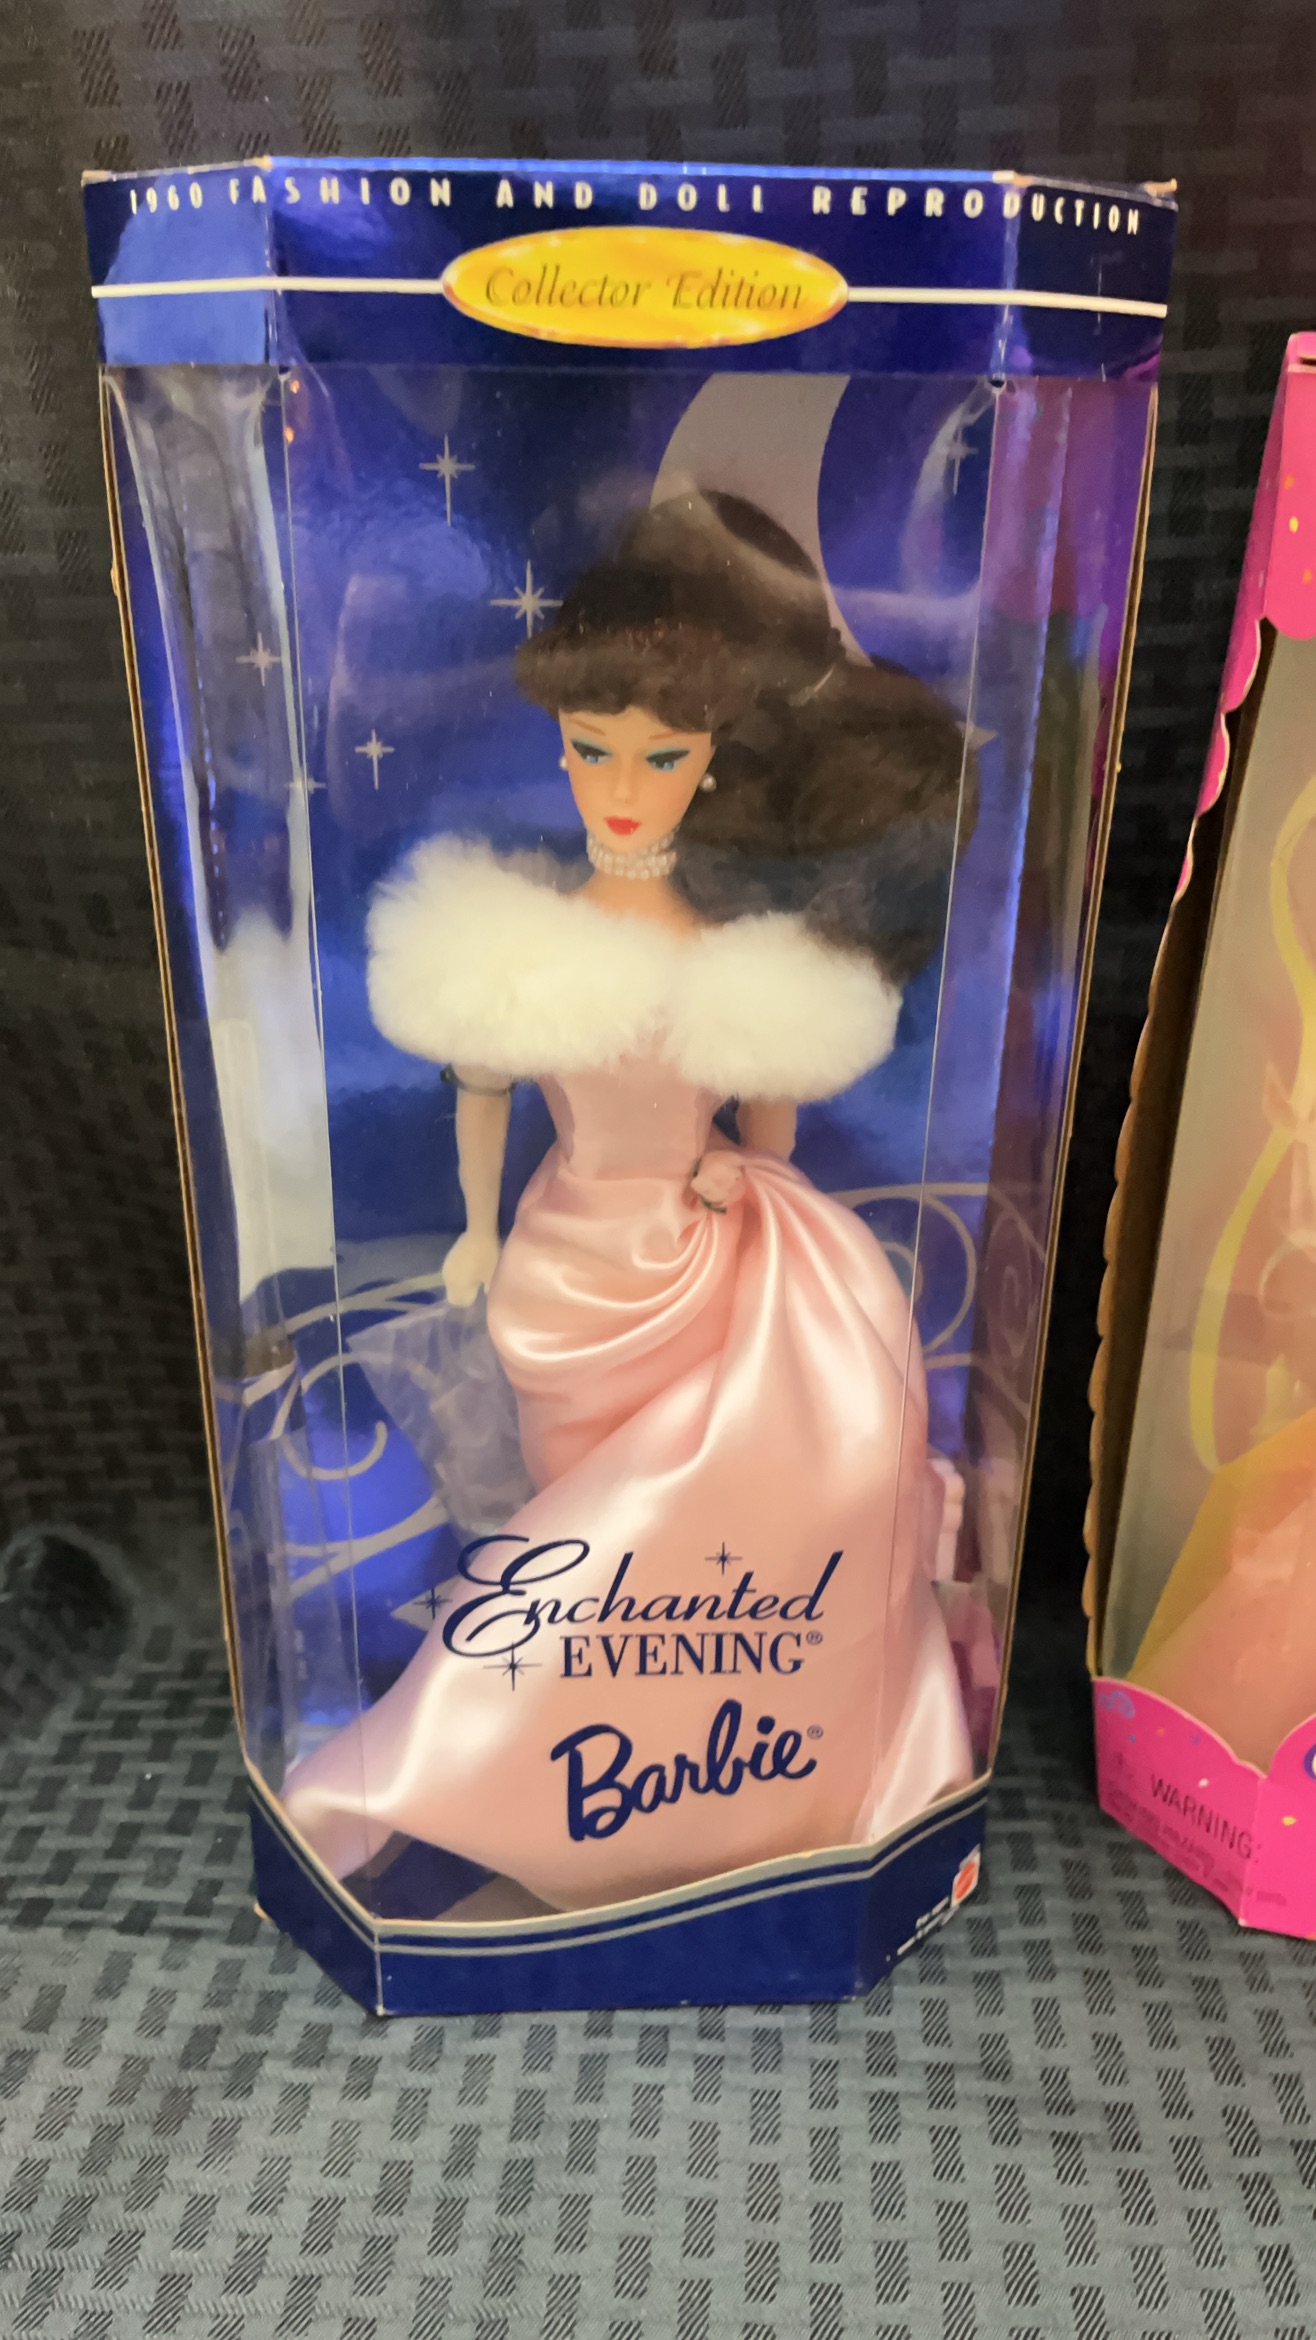 1960 FASHION AND DOLL REPRODUCTION
Collector Edition
Enchanted
EVENING®
Barbie®
WARNING: